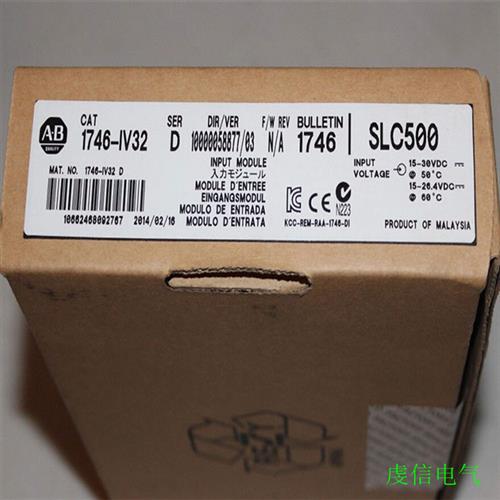 A-B
QUALITY
CAT
1746-IV32
SER
D
DIR/VER
10000058877/03
F/W REV
N/A
BULLETIN
1746
SLC500
MAT. NO. 1746-IV32 D
10662468092767 2014/02/16
INPUT MODULE
入力モジュール
MODULE D'ENTREE
EINGANGSMODUL
MODULO DE ENTRADA
MODULO D'ENTRATA
N223
KCC-REM-RAA-1746-DI
INPUT
VOLTAGE
15-30VDC
@ 50°C
15-26.4VDC
@ 60°C
PRODUCT OF MALAYSIA
虔信电气